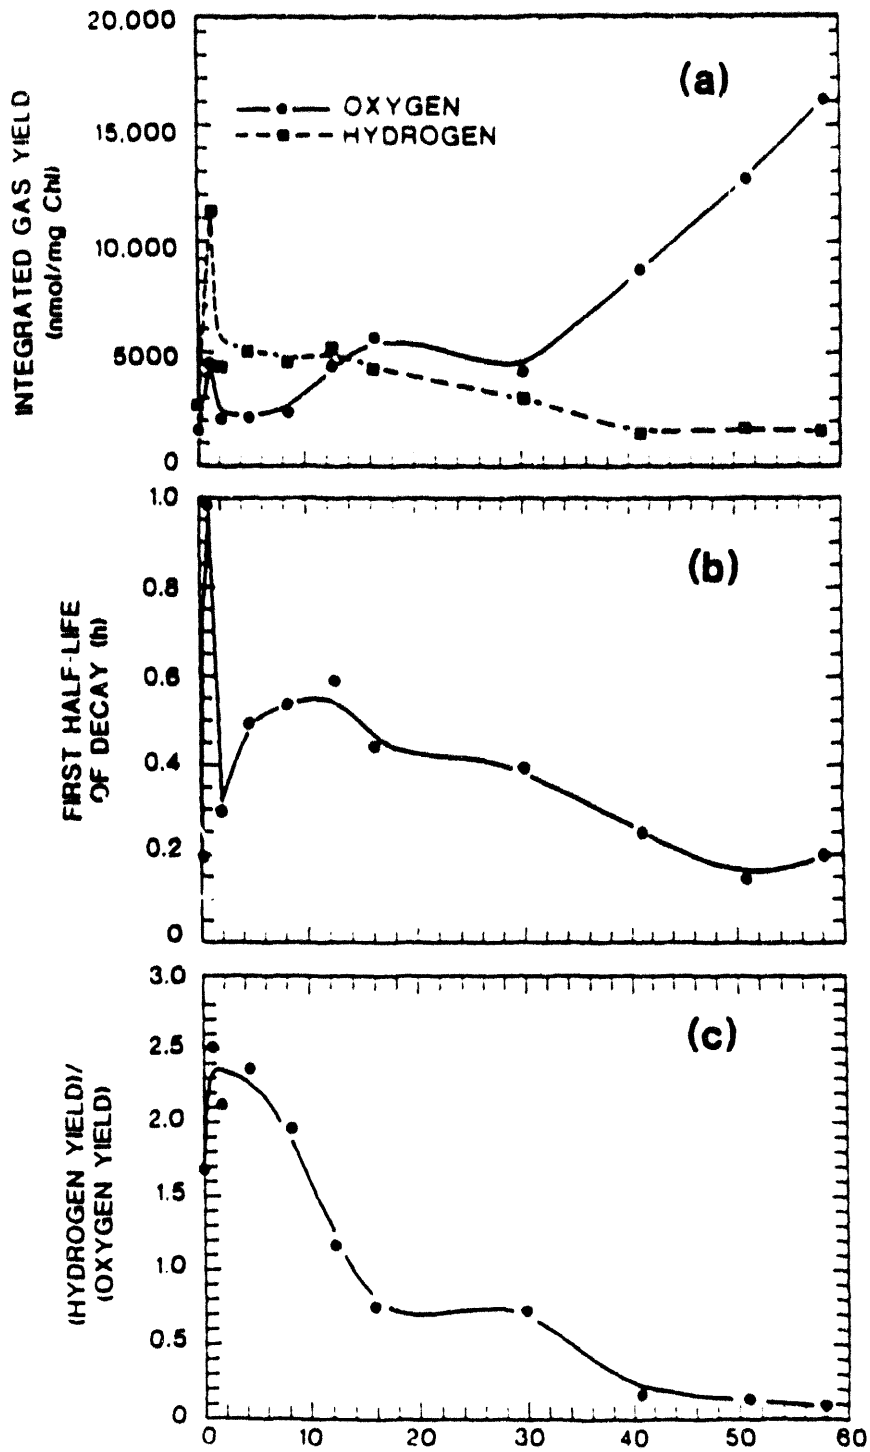 20.000
(a)
OXYGEN
HYDROGEN
15.000
10.000
5000
0
INTEGRATED GAS YIELD
(nmol/mg Chl)
1.0
(b)
0.8
0.6
0.4
0.2
0
FIRST HALF-LIFE
OF DECAY (h)
3.0
(c)
2.5
2.0
1.5
1.0
0.5
0
(HYDROGEN YIELD)/
(OXYGEN YIELD)
0 10 20 30 40 50 60